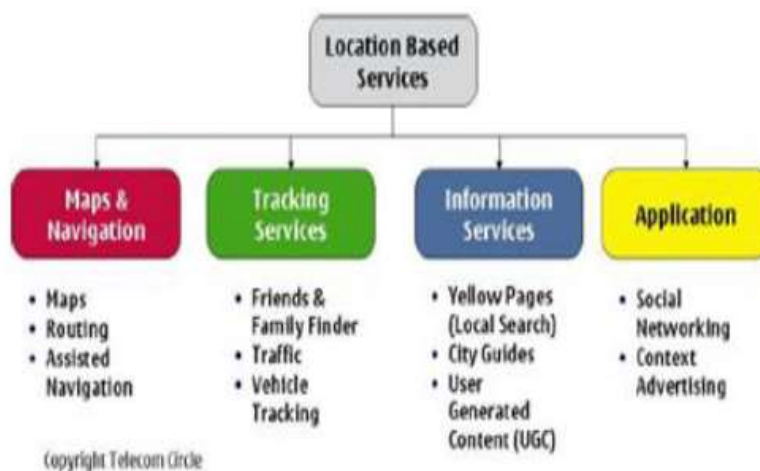 Location Based
Services
Maps &
Navigation
Tracking
Services
Information
Services
Application
• Maps
• Routing
• Assisted
Navigation
• Friends &
Family Finder
• Traffic
• Vehicle
Tracking
• Yellow Pages
(Local Search)
• City Guides
• User
Generated
Content (UGC)
• Social
Networking
• Context
Advertising
Copyright Telecom Circle